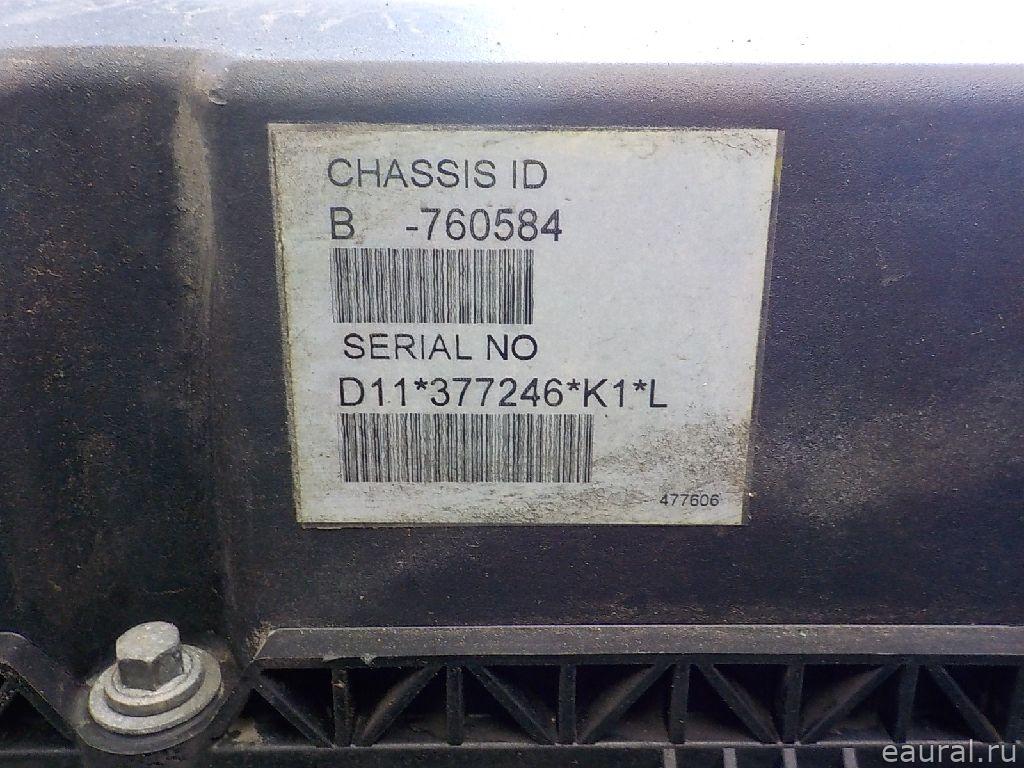 CHASSIS ID
B -760584
SERIAL NO
D11*377246*K1*L
477606
eaural.ru